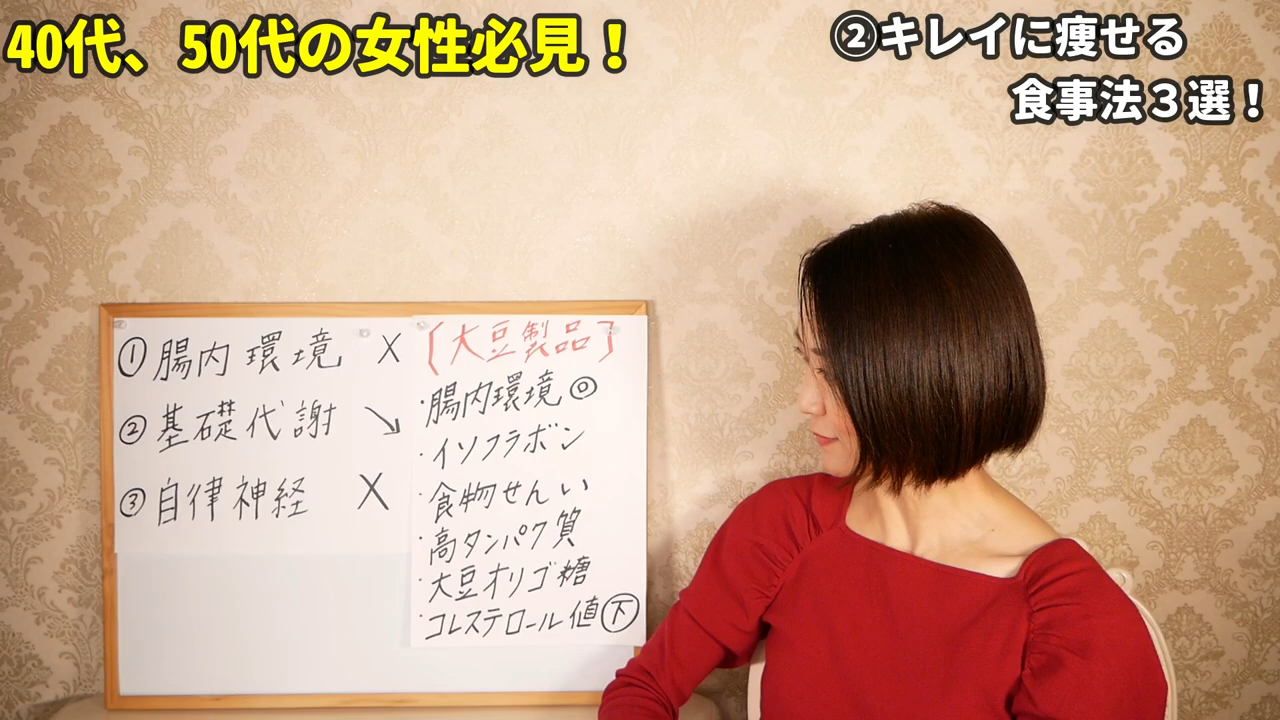 40代、50代の女性必見！
②キレイに痩せる
食事法３選！
①腸内環境 ×
②基礎代謝 ↘
③自律神経 ×
[大豆製品]
・腸内環境◎
・イソフラボン
・食物せんい
・高タンパク質
・大豆オリゴ糖
・コレステロール値下